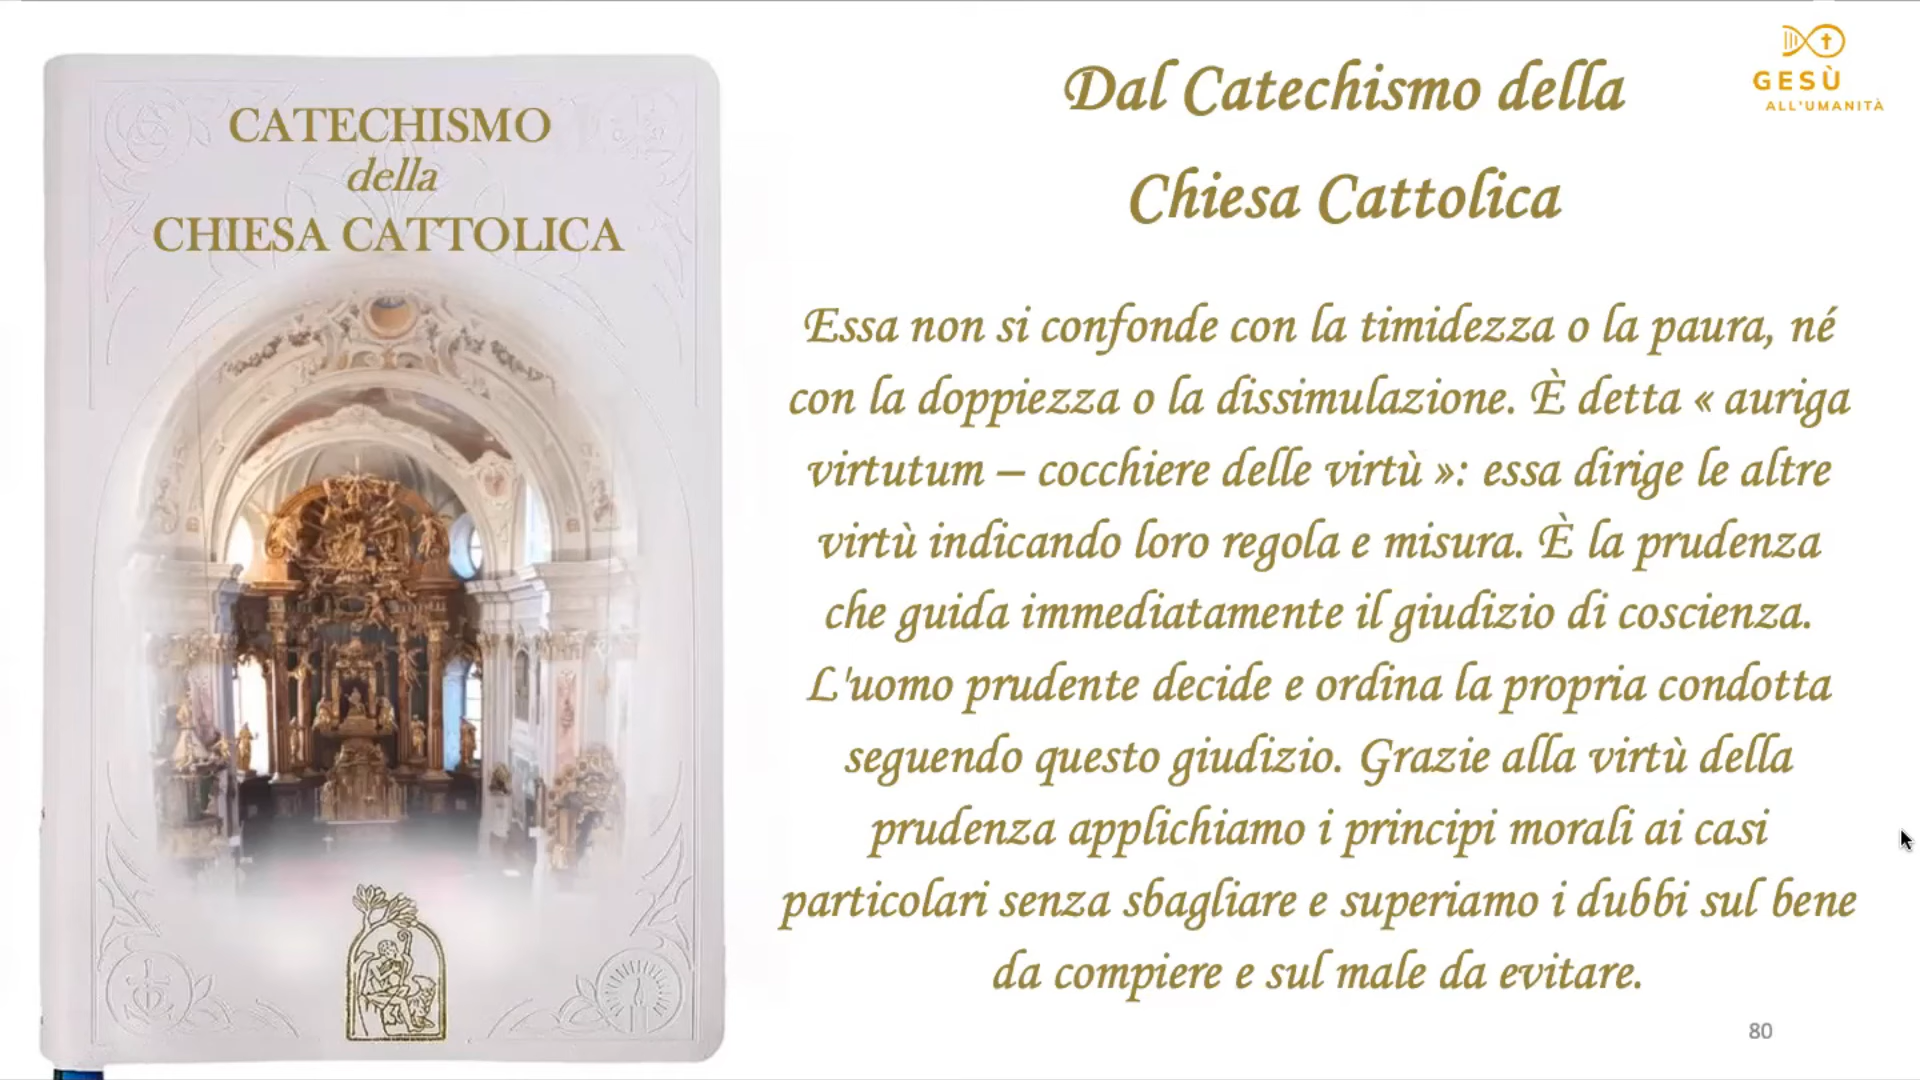 CATECHISMO
della
CHIESA CATTOLICA
Dal Catechismo della
Chiesa Cattolica
GESÙ
ALL'UMANITÀ
Essa non si confonde con la timidezza o la paura, né
con la doppiezza o la dissimulazione. È detta « auriga
virtutum – cocchiere delle virtù »: essa dirige le altre
virtù indicando loro regola e misura. È la prudenza
che guida immediatamente il giudizio di coscienza.
L'uomo prudente decide e ordina la propria condotta
seguendo questo giudizio. Grazie alla virtù della
prudenza applichiamo i principi morali ai casi
particolari senza sbagliare e superiamo i dubbi sul bene
da compiere e sul male da evitare.
80